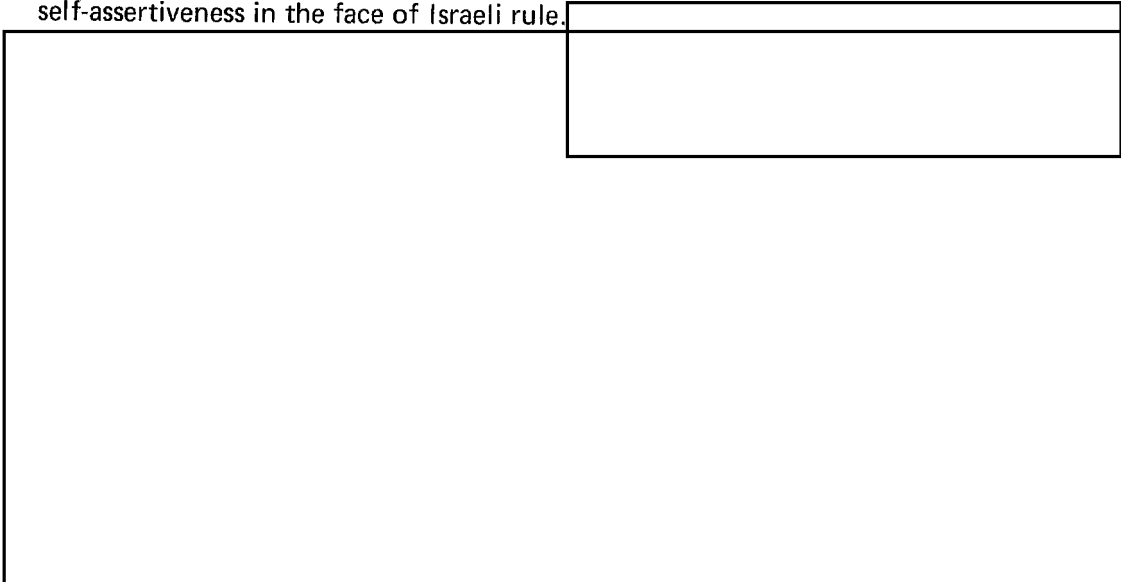 self-assertiveness in the face of Israeli rule.